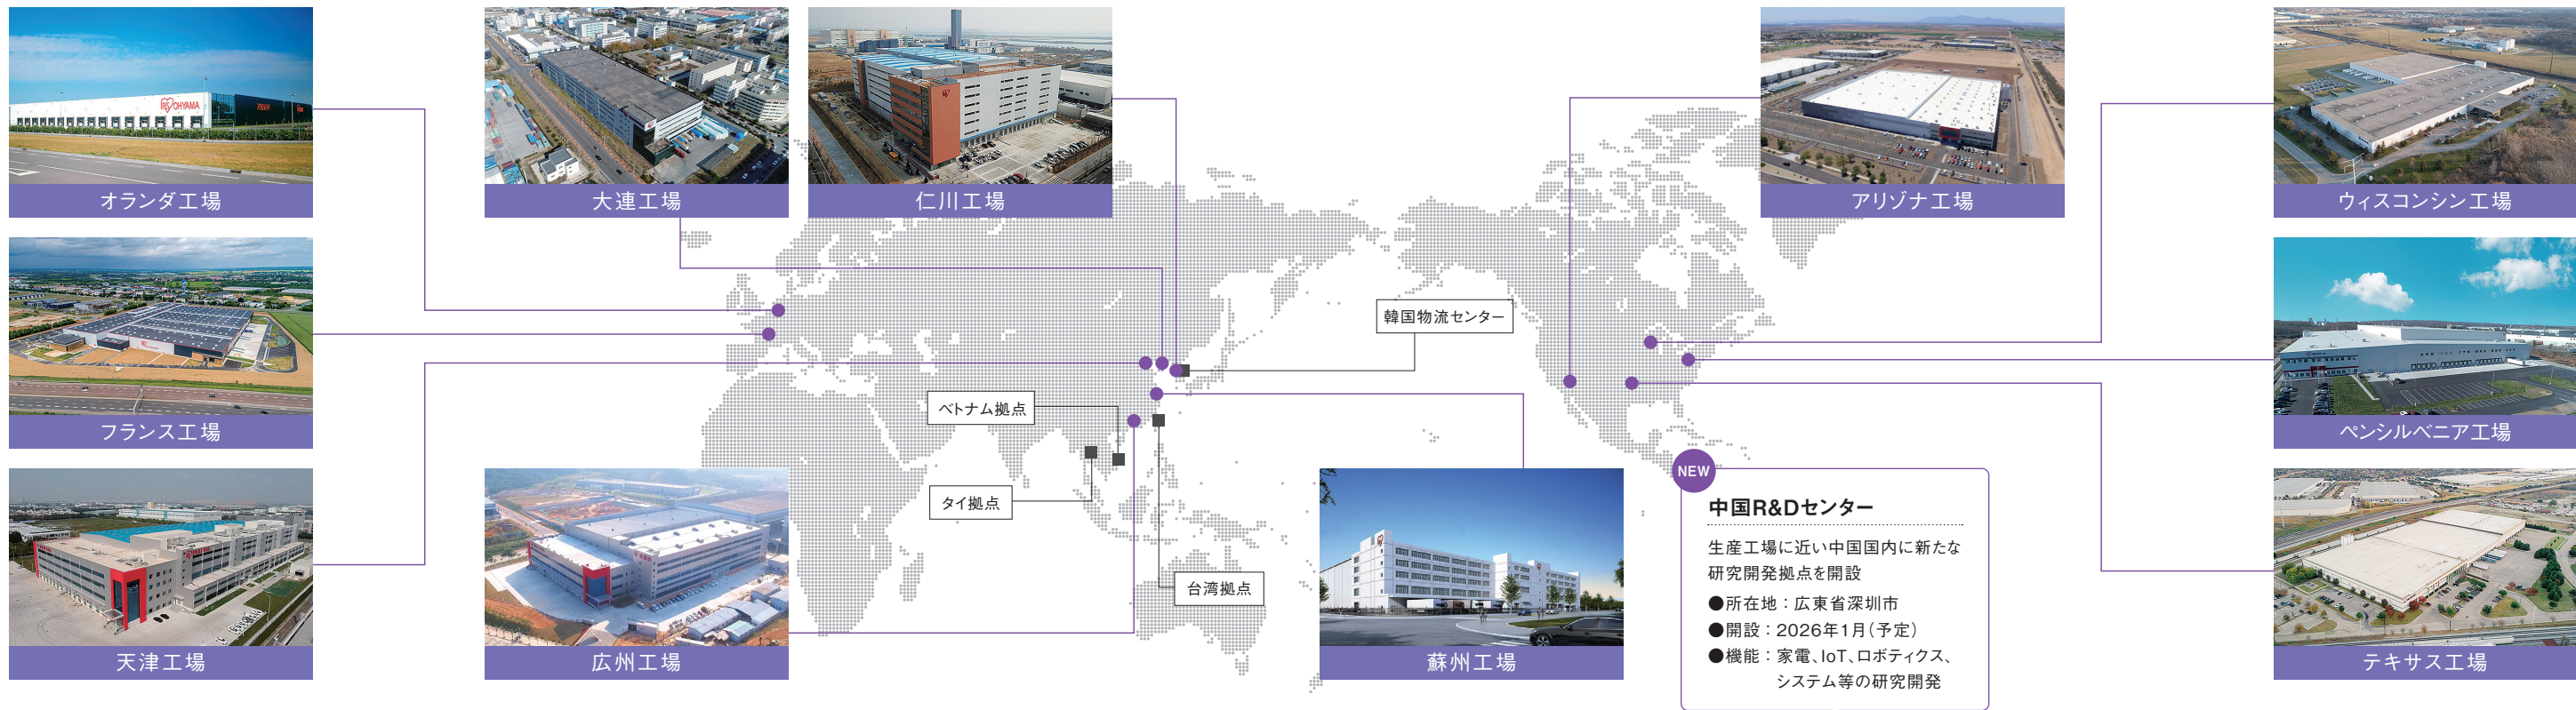 IRIS OHYAMA
オランダ工場
大連工場
仁川工場
アリゾナ工場
ウィスコンシン工場
フランス工場
韓国物流センター
ベトナム拠点
タイ拠点
台湾拠点
ペンシルベニア工場
天津工場
広州工場
蘇州工場
NEW
中国R&Dセンター
生産工場に近い中国国内に新たな
研究開発拠点を開設
●所在地：広東省深圳市
●開設：2026年1月（予定）
●機能：家電、IoT、ロボティクス、
システム等の研究開発
テキサス工場